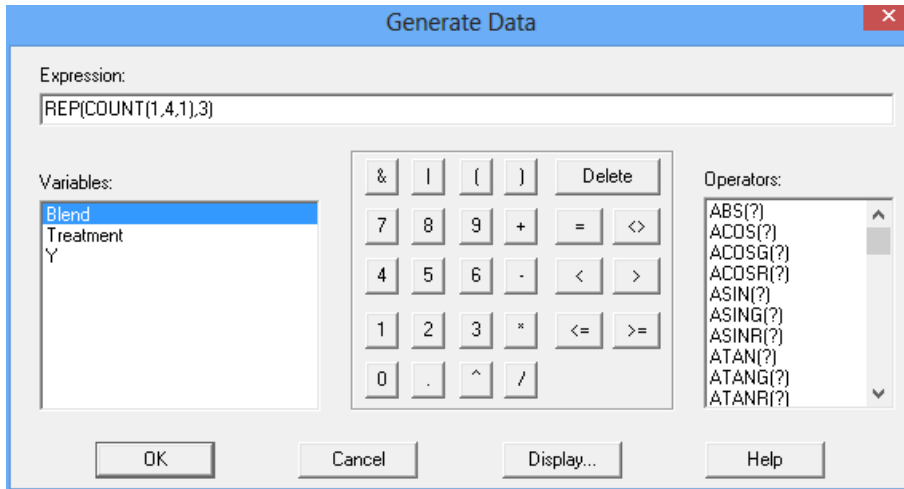 Generate Data
×
Expression:
REP(COUNT(1,4,1),3)
Variables:
Blend
Treatment
Y
& | ( ) Delete
7 8 9 + = <>
4 5 6 - < >
1 2 3 * <= >=
0 . ^ /
Operators:
ABS(?)
ACOS(?)
ACOSG(?)
ACOSR(?)
ASIN(?)
ASING(?)
ASINR(?)
ATAN(?)
ATANG(?)
ATANR(?)
OK Cancel Display... Help